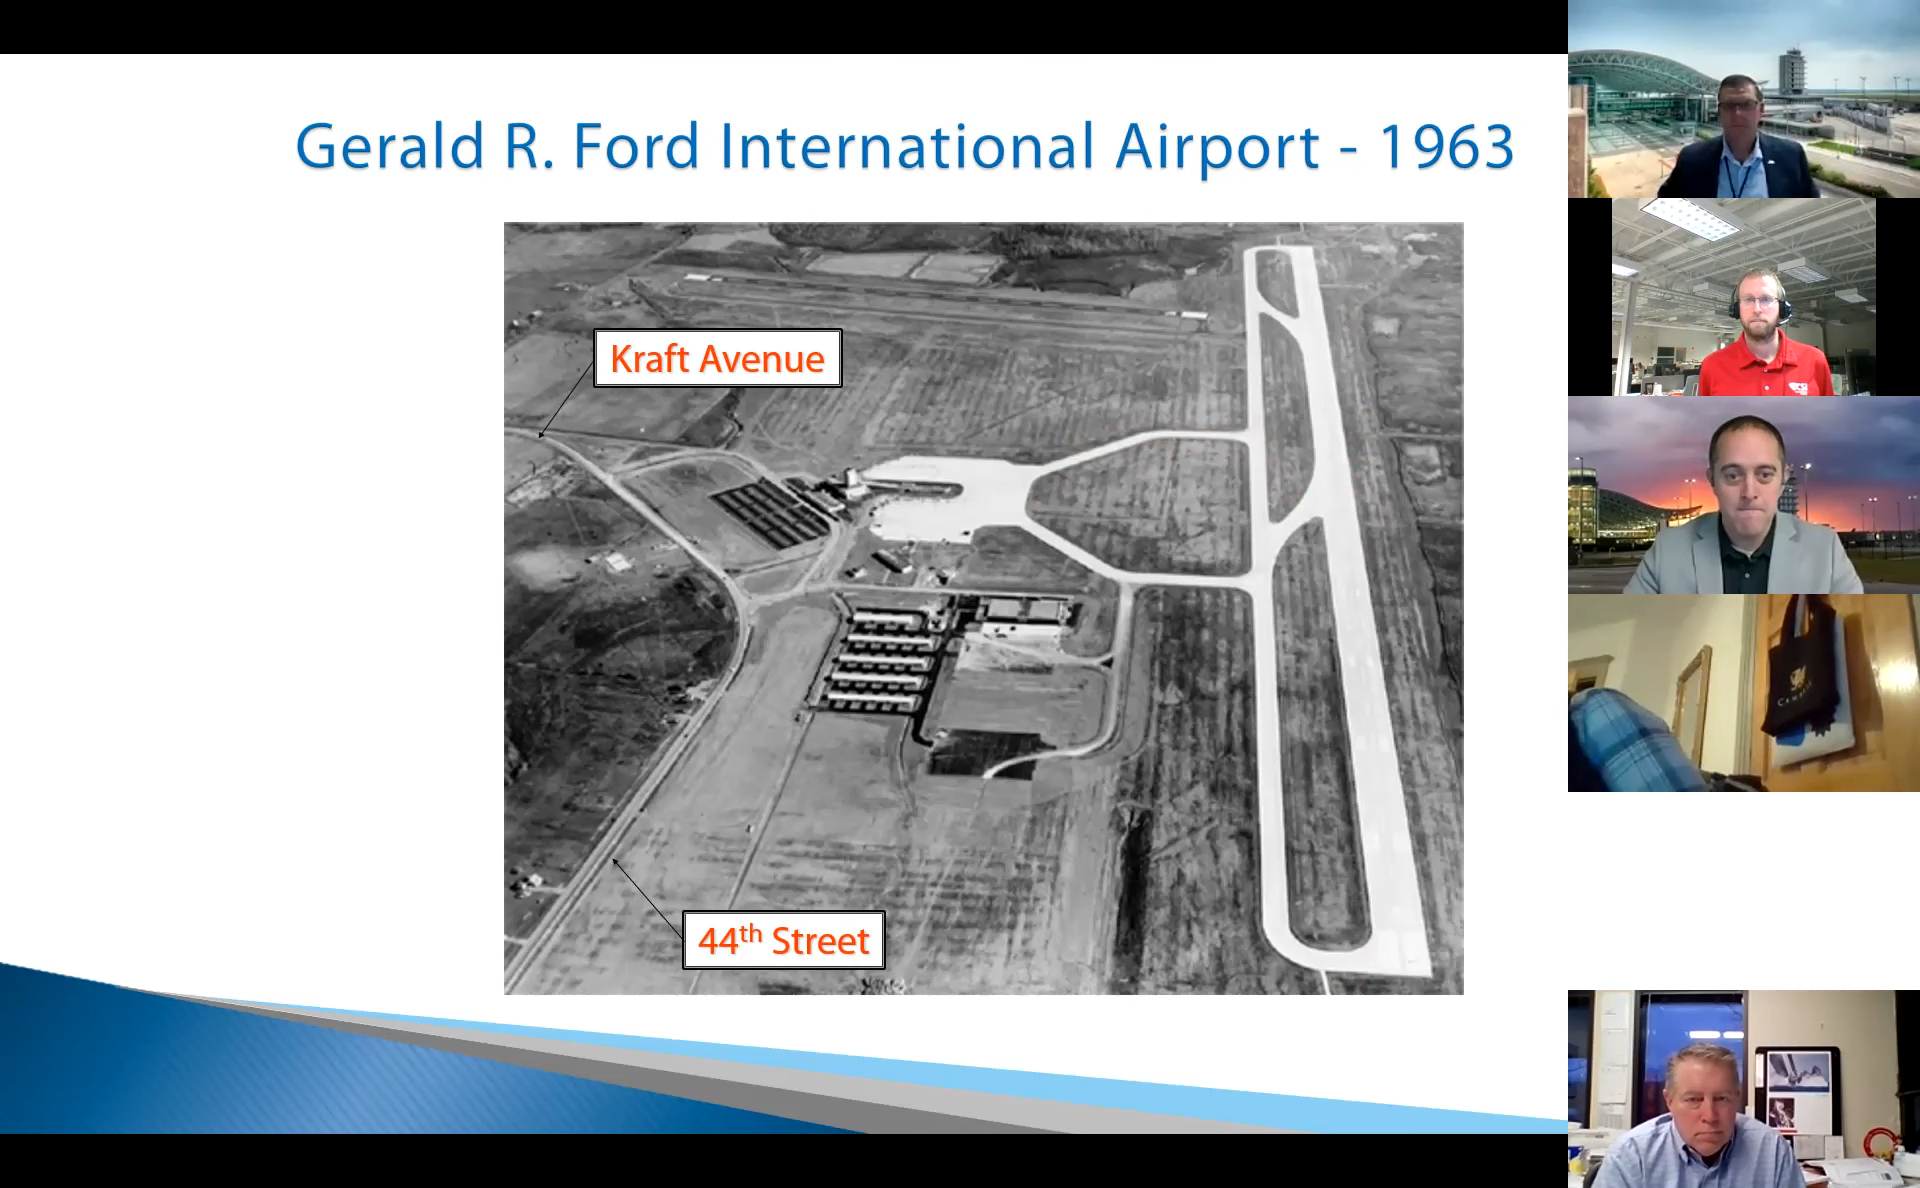 Gerald R. Ford International Airport - 1963
Kraft Avenue
44th Street